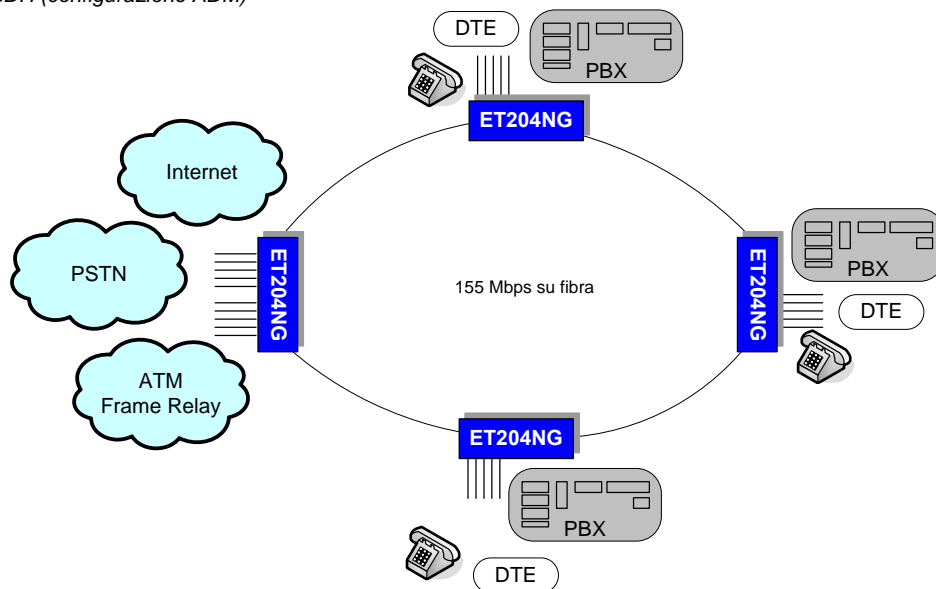 (configurazione ADM)
DTE
PBX
ET204NG
Internet
PSTN
ATM
Frame Relay
ET204NG
155 Mbps su fibra
ET204NG
PBX
DTE
ET204NG
PBX
DTE